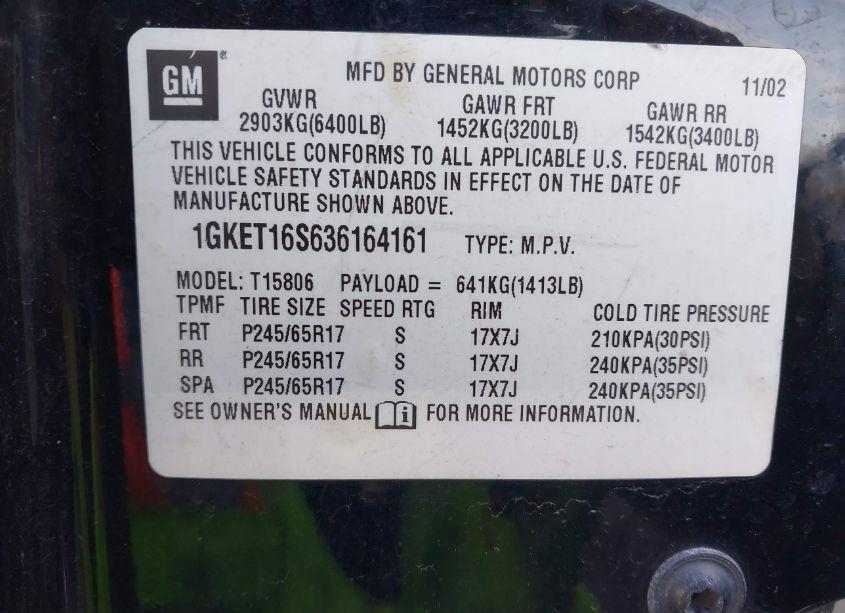 GM ®
MFD BY GENERAL MOTORS CORP 11/02
GVWR GAWR FRT GAWR RR
2903KG(6400LB) 1452KG(3200LB) 1542KG(3400LB)
THIS VEHICLE CONFORMS TO ALL APPLICABLE U.S. FEDERAL MOTOR
VEHICLE SAFETY STANDARDS IN EFFECT ON THE DATE OF
MANUFACTURE SHOWN ABOVE.
1GKET16S636164161 TYPE: M.P.V.
MODEL: T15806 PAYLOAD = 641KG(1413LB)
TPMF TIRE SIZE SPEED RTG RIM COLD TIRE PRESSURE
FRT P245/65R17 S 17X7J 210KPA(30PSI)
RR P245/65R17 S 17X7J 240KPA(35PSI)
SPA P245/65R17 S 17X7J 240KPA(35PSI)
SEE OWNER'S MANUAL i FOR MORE INFORMATION.